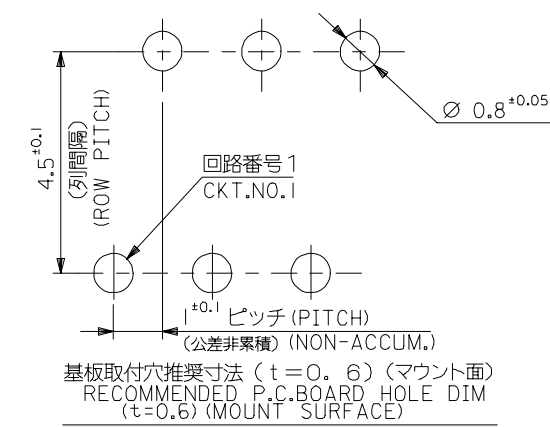 Ø 0.8±0.05
4.5±0.1
(列間隔)
(ROW PITCH)
回路番号1
CKT.NO.1
1±0.1 ピッチ(PITCH)
(公差非累積) (NON-ACCUM.)
基板取付穴推奨寸法(t=0.6)(マウント面)
RECOMMENDED P.C.BOARD HOLE DIM
(t=0.6)(MOUNT SURFACE)